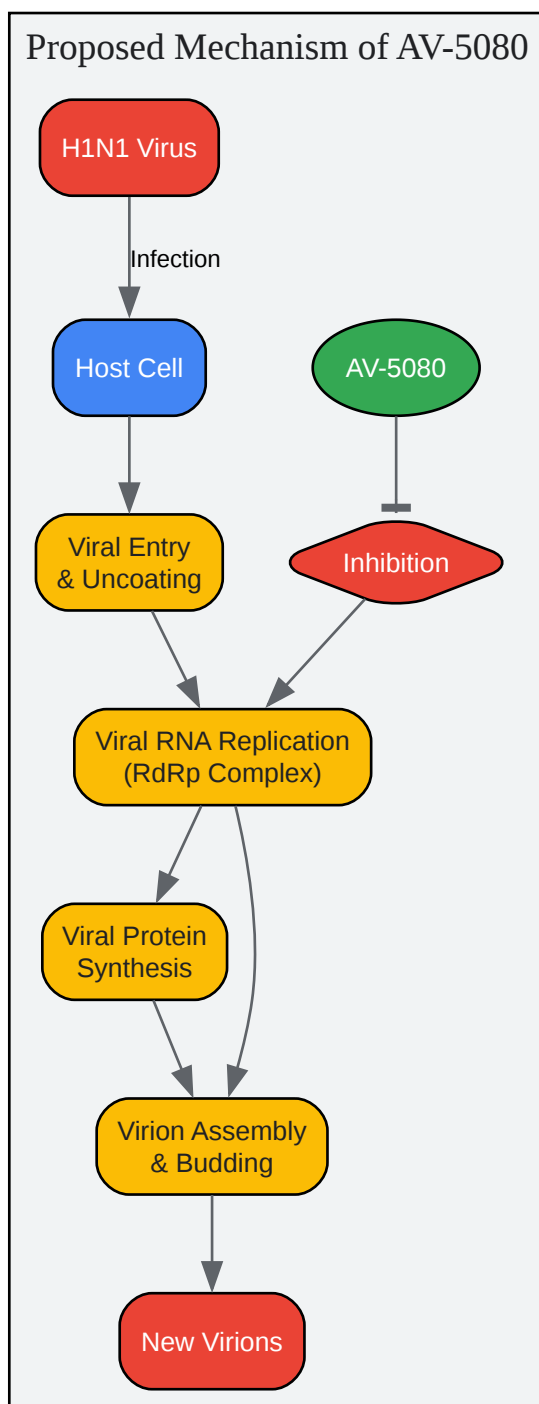 Proposed Mechanism of AV-5080
H1N1 Virus
Infection
Host Cell
AV-5080
Viral Entry
& Uncoating
Inhibition
Viral RNA Replication
(RdRp Complex)
Viral Protein
Synthesis
Virion Assembly
& Budding
New Virions